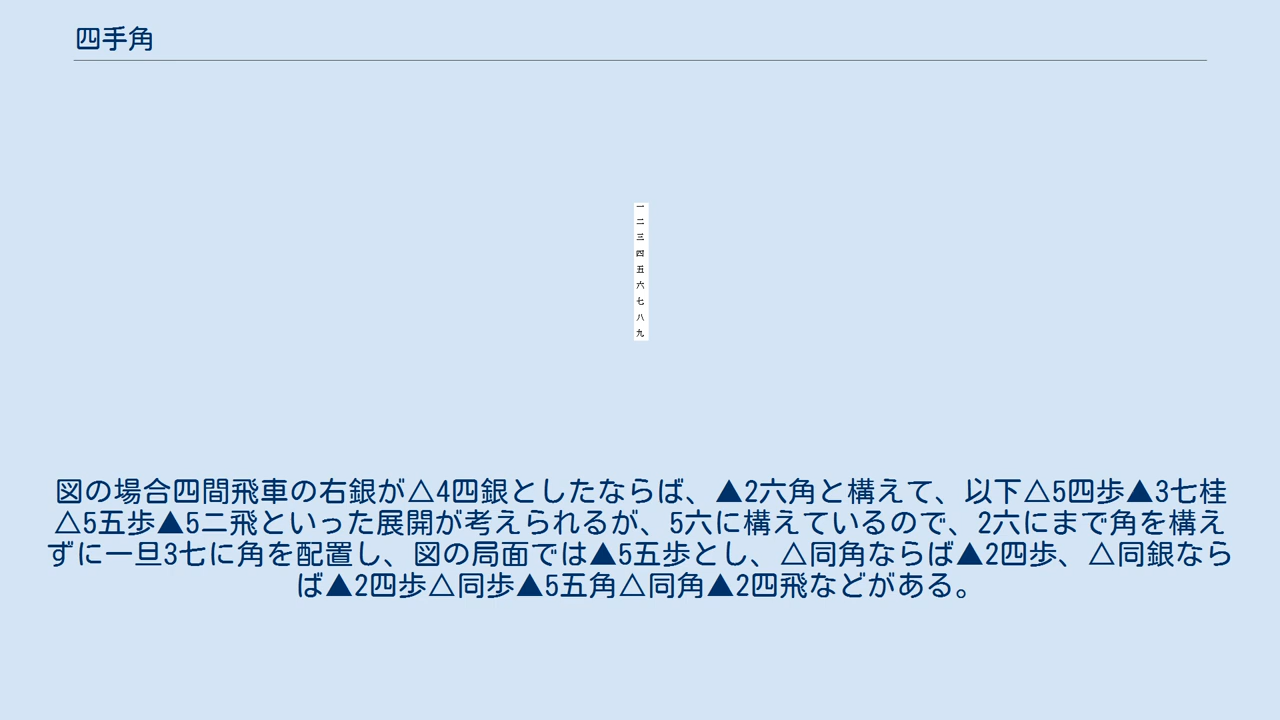 四手角
一
二
三
四
五
六
七
八
九
図の場合四間飛車の右銀が△4四銀としたならば、▲2六角と構えて、以下△5四歩▲3七桂
△5五歩▲5二飛といった展開が考えられるが、5六に構えているので、2六にまで角を構え
ずに一旦3七に角を配置し、図の局面では▲5五歩とし、△同角ならば▲2四歩、△同銀なら
ば▲2四歩△同歩▲5五角△同角▲2四飛などがある。